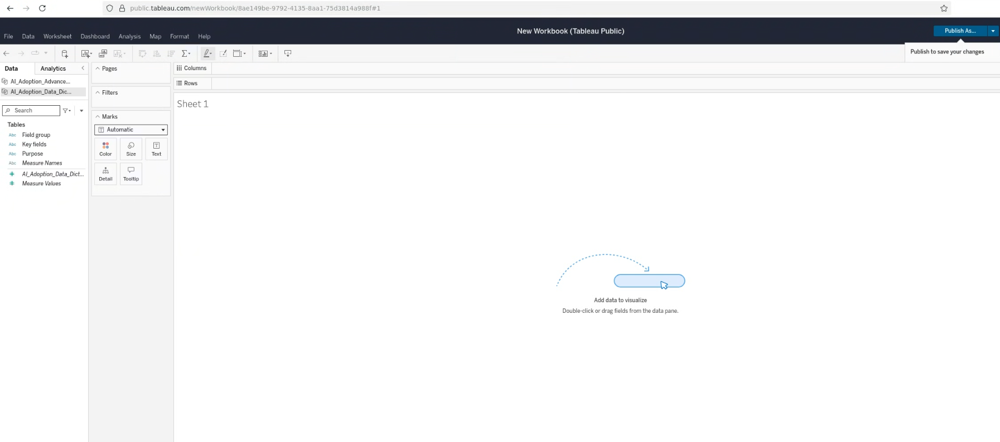 public.tableau.com/newWorkbook/8ae149be-9792-4135-8aa1-75d3814a988f#1
New Workbook (Tableau Public)
Publish As...
File Data Worksheet Dashboard Analysis Map Format Help
Publish to save your changes
Data Analytics
AI_Adoption_Advance...
AI_Adoption_Data_Dic...
Search
Tables
Abc Field group
Abc Key fields
Abc Purpose
Abc Measure Names
# AI_Adoption_Data_Dict...
# Measure Values
Pages
Filters
Marks
Automatic
Color Size Text
Detail Tooltip
Columns
Rows
Sheet 1
Add data to visualize
Double-click or drag fields from the data pane.